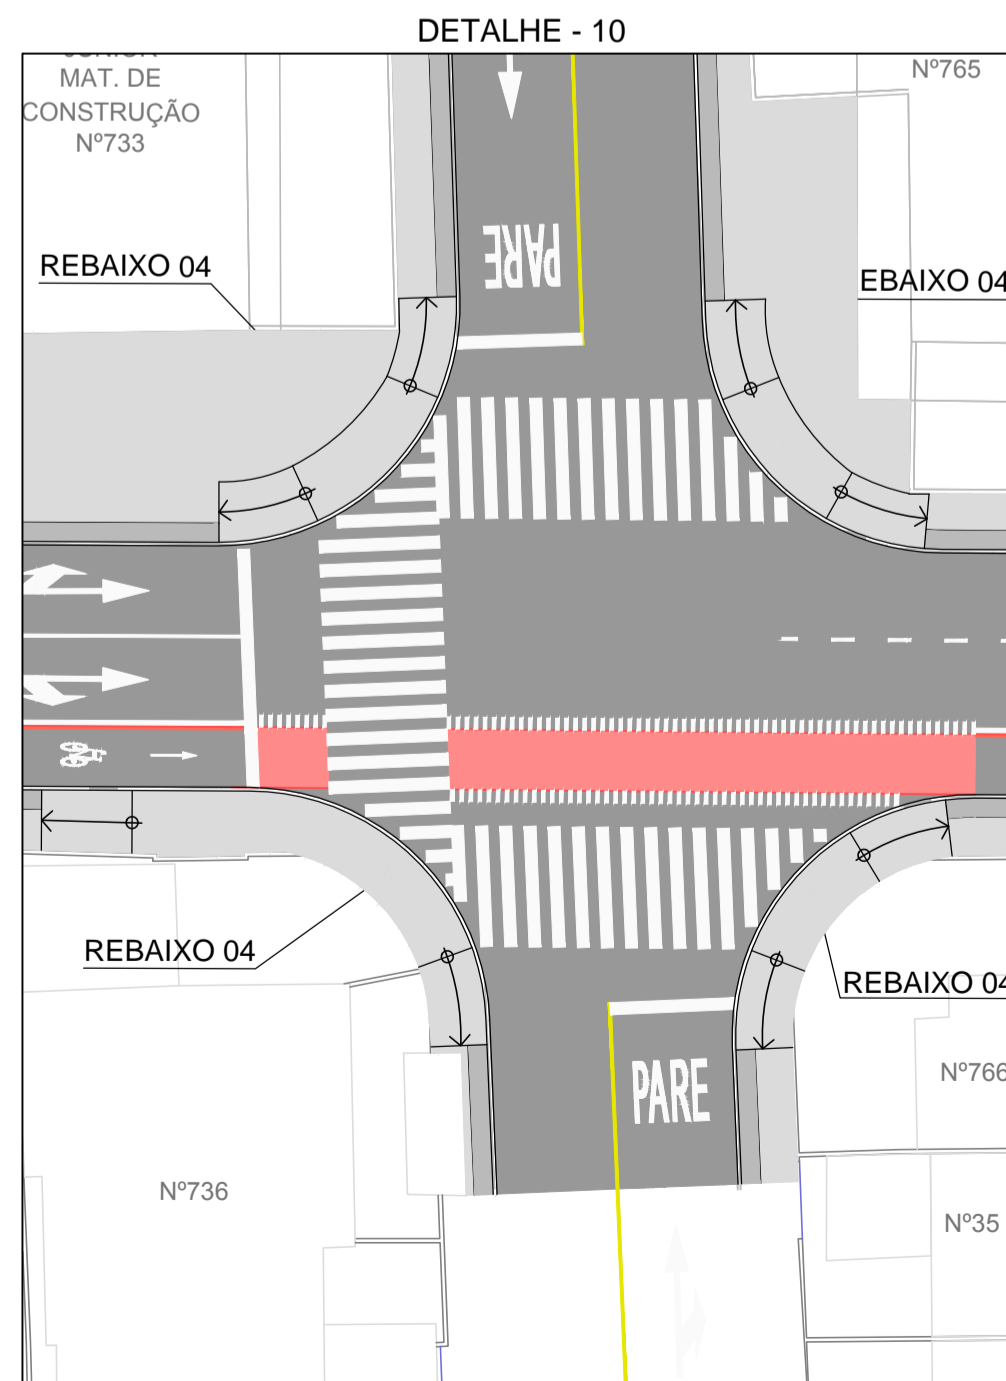 DETALHE - 10
JÚNIOR
MAT. DE
CONSTRUÇÃO
Nº733
Nº765
PARE
REBAIXO 04
EBAIXO 04
REBAIXO 04
REBAIXO 04
PARE
Nº766
Nº736
Nº35